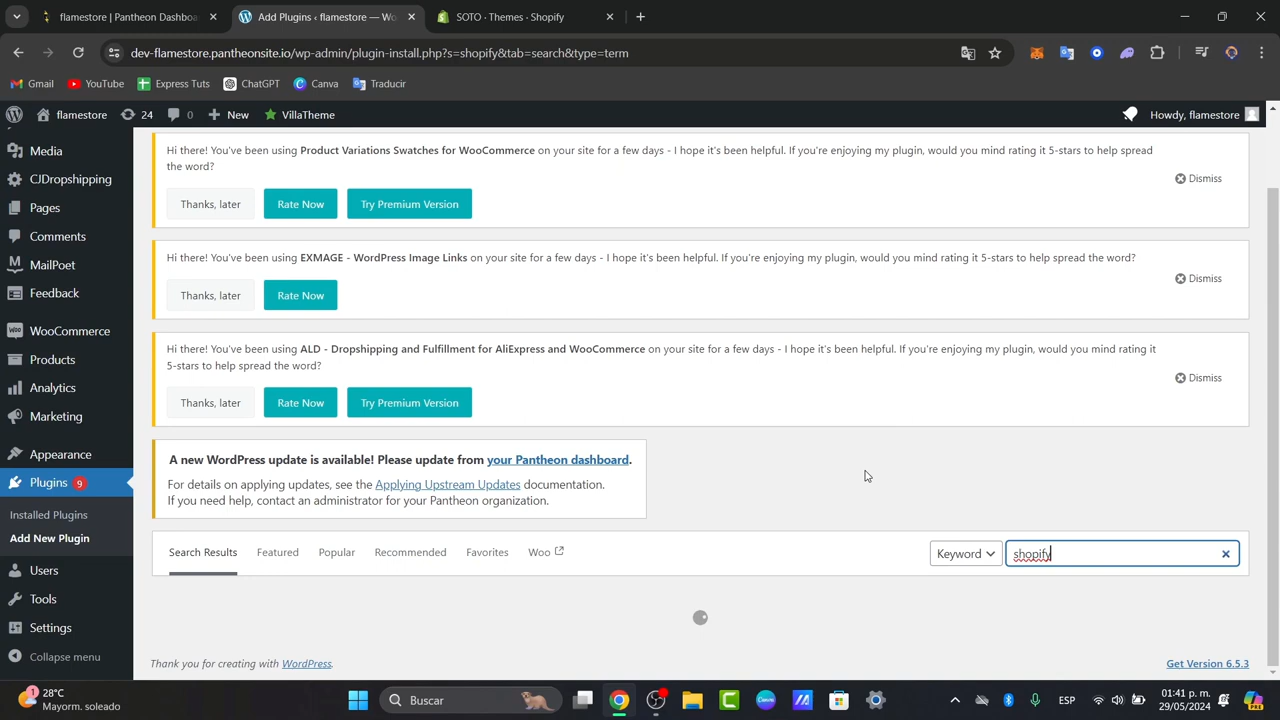 flamestore | Pantheon Dashboa
Add Plugins < flamestore — Wo
SOTO · Themes · Shopify
dev-flamestore.pantheonsite.io/wp-admin/plugin-install.php?s=shopify&tab=search&type=term
Gmail
YouTube
Express Tuts
ChatGPT
Canva
Traducir
flamestore
24
0
New
VillaTheme
Howdy, flamestore
Media
CJDropshipping
Pages
Comments
MailPoet
Feedback
WooCommerce
Products
Analytics
Marketing
Appearance
Plugins 9
Installed Plugins
Add New Plugin
Users
Tools
Settings
Collapse menu
Hi there! You've been using Product Variations Swatches for WooCommerce on your site for a few days - I hope it's been helpful. If you're enjoying my plugin, would you mind rating it 5-stars to help spread
the word?
Dismiss
Thanks, later
Rate Now
Try Premium Version
Hi there! You've been using EXMAGE - WordPress Image Links on your site for a few days - I hope it's been helpful. If you're enjoying my plugin, would you mind rating it 5-stars to help spread the word?
Dismiss
Thanks, later
Rate Now
Hi there! You've been using ALD - Dropshipping and Fulfillment for AliExpress and WooCommerce on your site for a few days - I hope it's been helpful. If you're enjoying my plugin, would you mind rating it
5-stars to help spread the word?
Dismiss
Thanks, later
Rate Now
Try Premium Version
A new WordPress update is available! Please update from your Pantheon dashboard.
For details on applying updates, see the Applying Upstream Updates documentation.
If you need help, contact an administrator for your Pantheon organization.
Search Results
Featured
Popular
Recommended
Favorites
Woo
Keyword
shopify
Thank you for creating with WordPress.
Get Version 6.5.3
1
28°C
Mayorm. soleado
Buscar
ESP
01:41 p. m.
29/05/2024